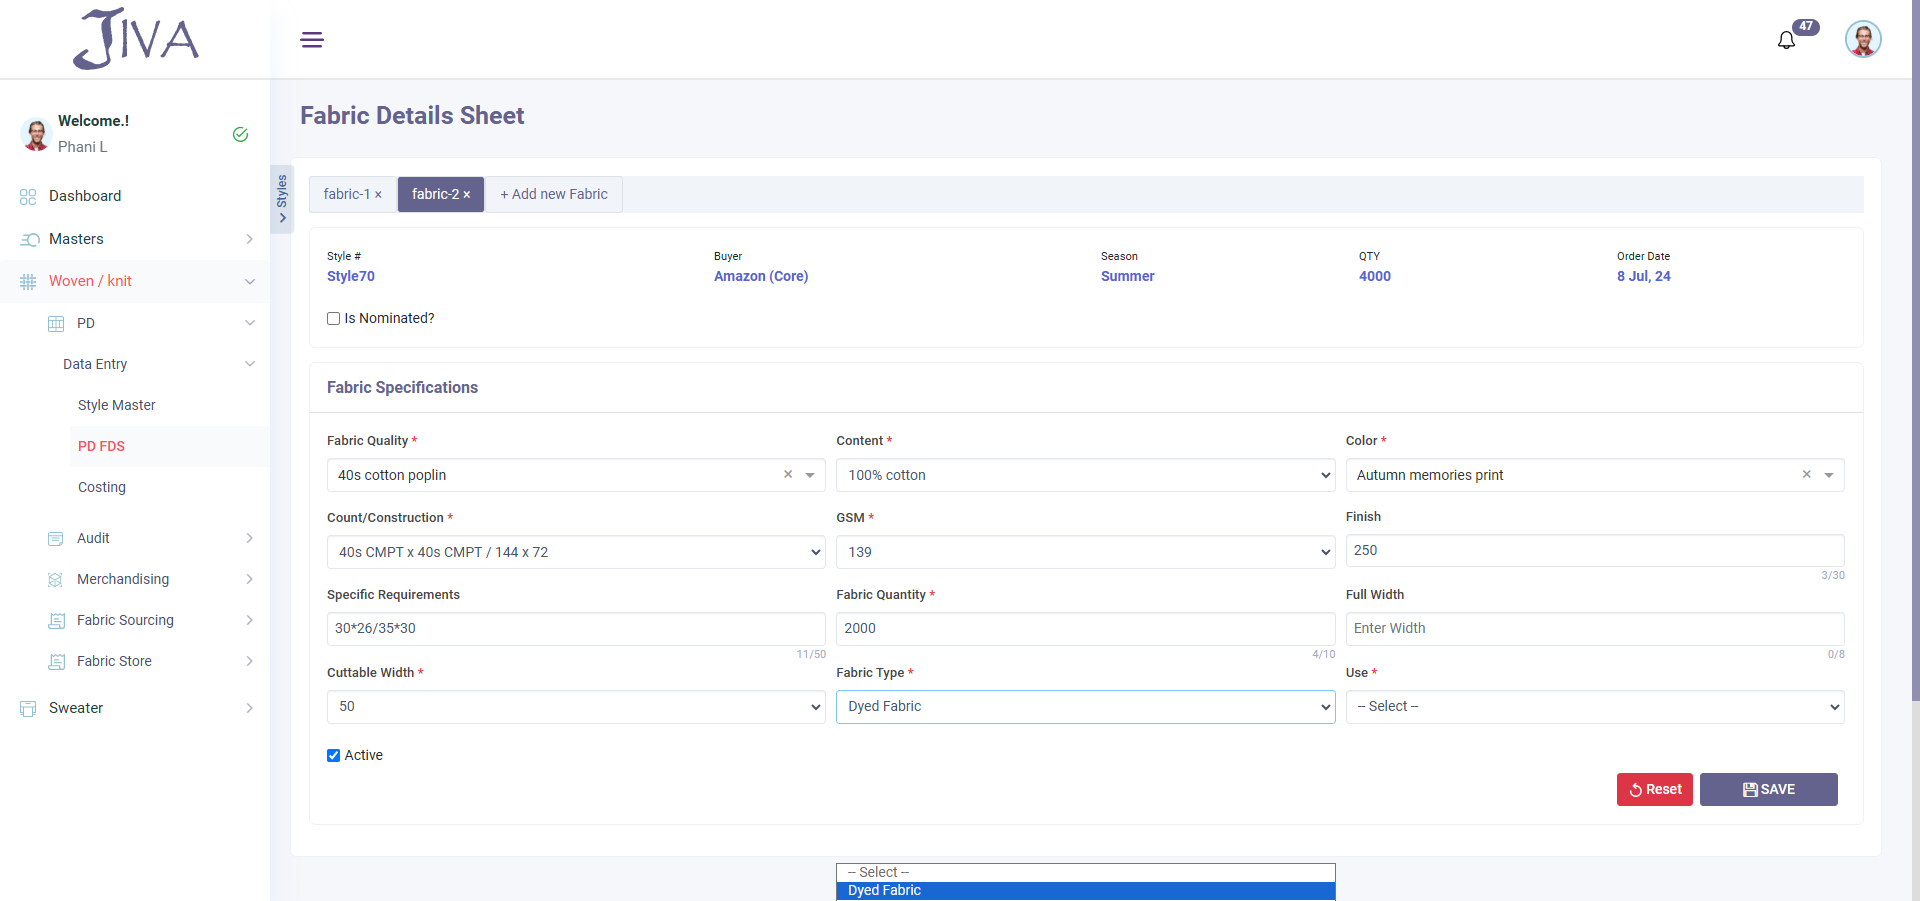 JIVA
47
Welcome.!
Phani L
Dashboard
Masters
Woven / knit
PD
Data Entry
Style Master
PD FDS
Costing
Audit
Merchandising
Fabric Sourcing
Fabric Store
Sweater
Styles
Fabric Details Sheet
fabric-1 × fabric-2 × + Add new Fabric
Style # Buyer Season QTY Order Date
Style70 Amazon (Core) Summer 4000 8 Jul, 24
Is Nominated?
Fabric Specifications
Fabric Quality * Content * Color *
40s cotton poplin × 100% cotton Autumn memories print ×
Count/Construction * GSM * Finish
40s CMPT x 40s CMPT / 144 x 72 139 250
3/30
Specific Requirements Fabric Quantity * Full Width
30*26/35*30 2000 Enter Width
11/50 4/10 0/8
Cuttable Width * Fabric Type * Use *
50 Dyed Fabric -- Select --
Active
Reset SAVE
-- Select --
Dyed Fabric